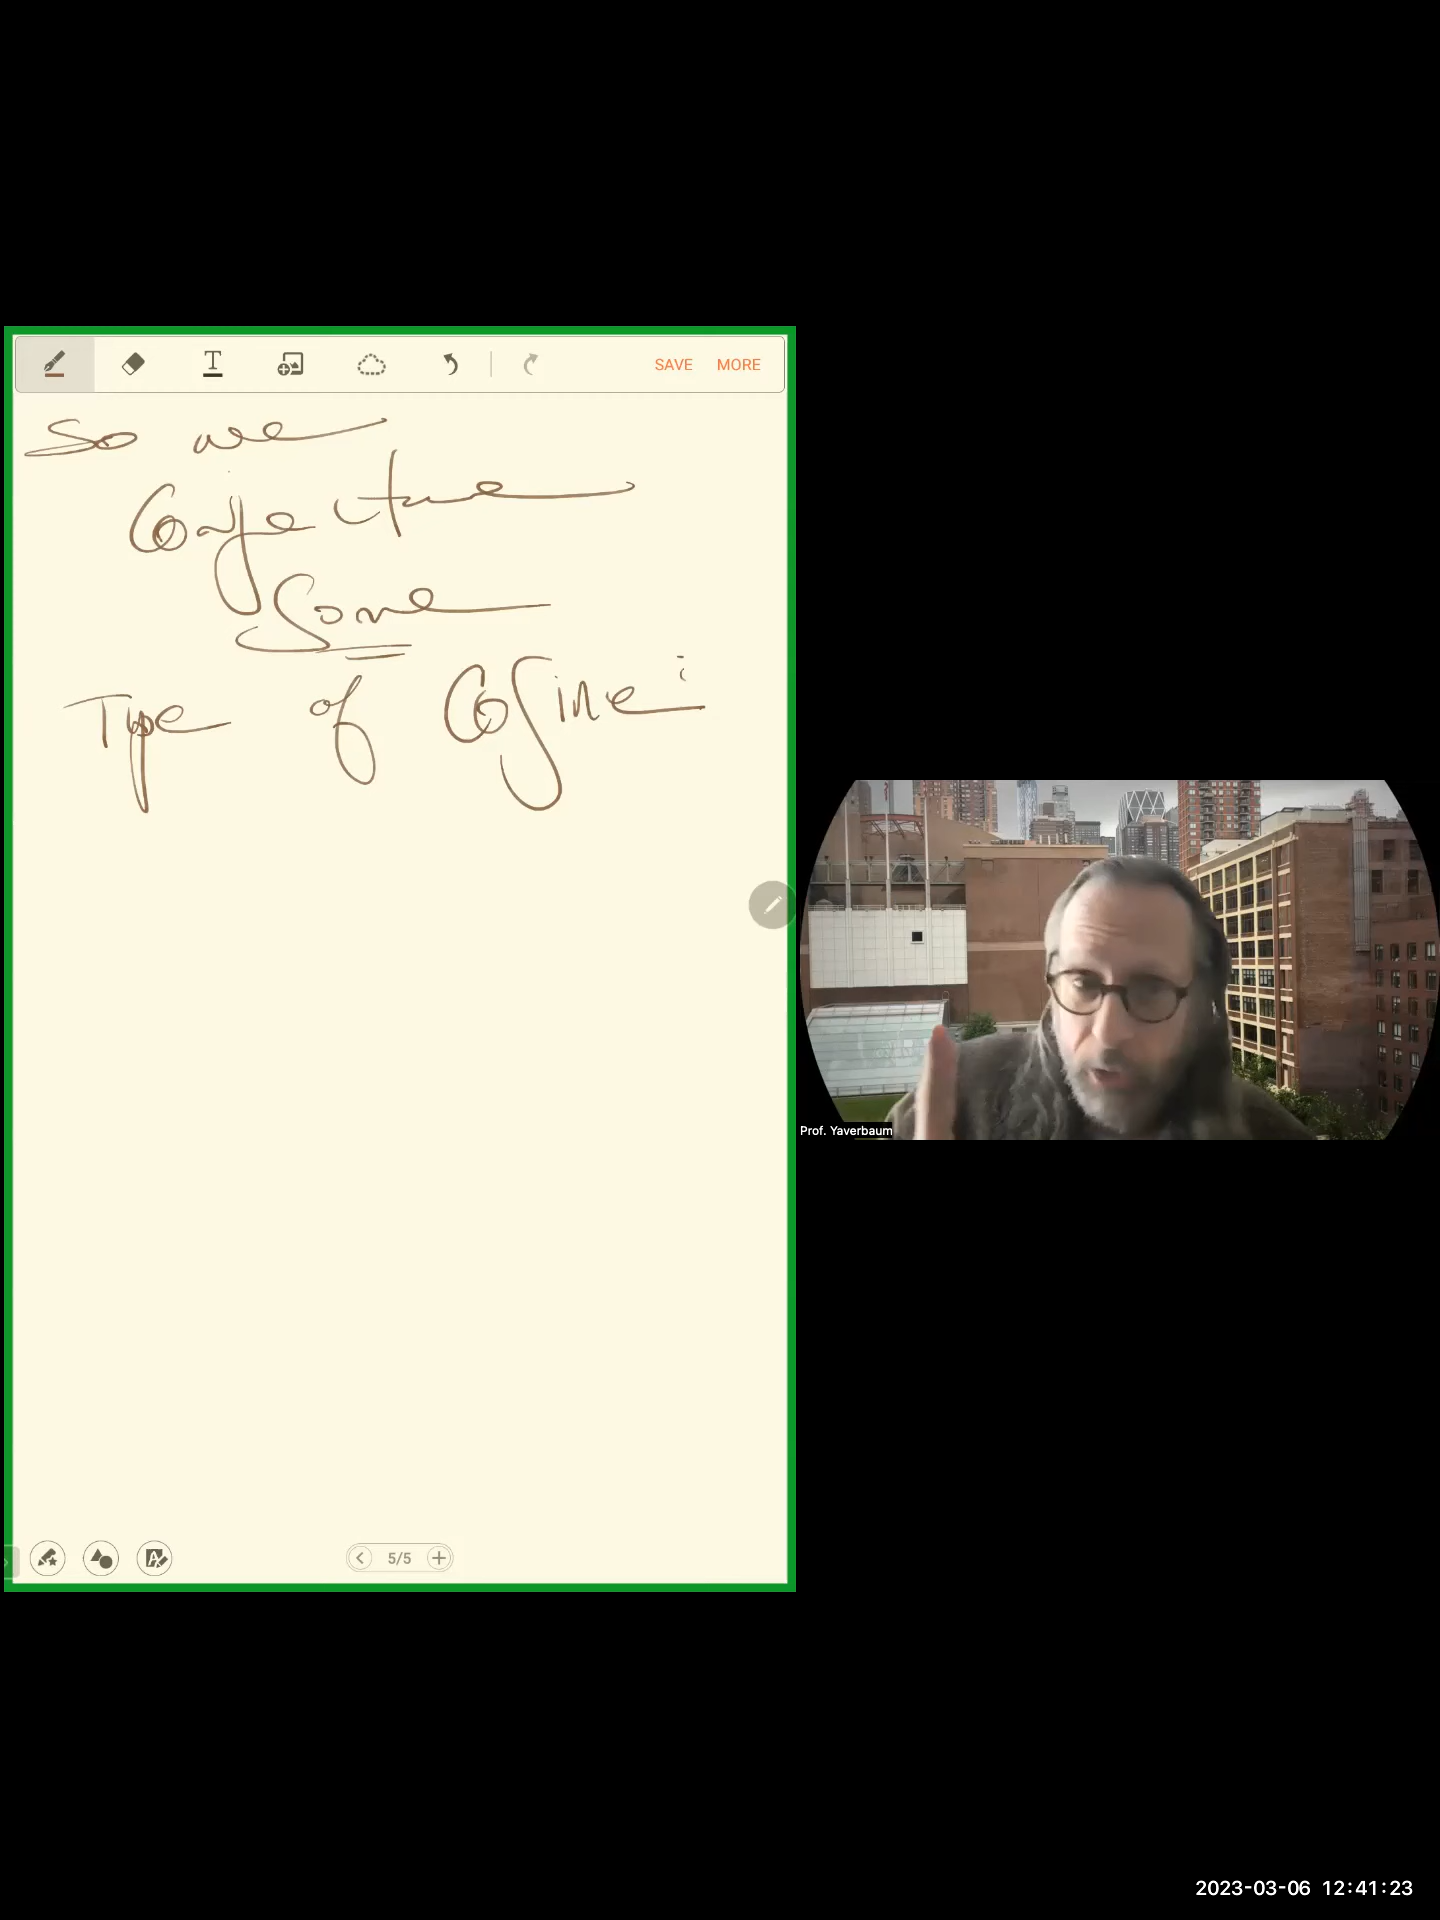 SAVE MORE
So we
Conjecture
Some
Type of Cosine:
Prof. Yaverbaum
5/5
2023-03-06 12:41:23